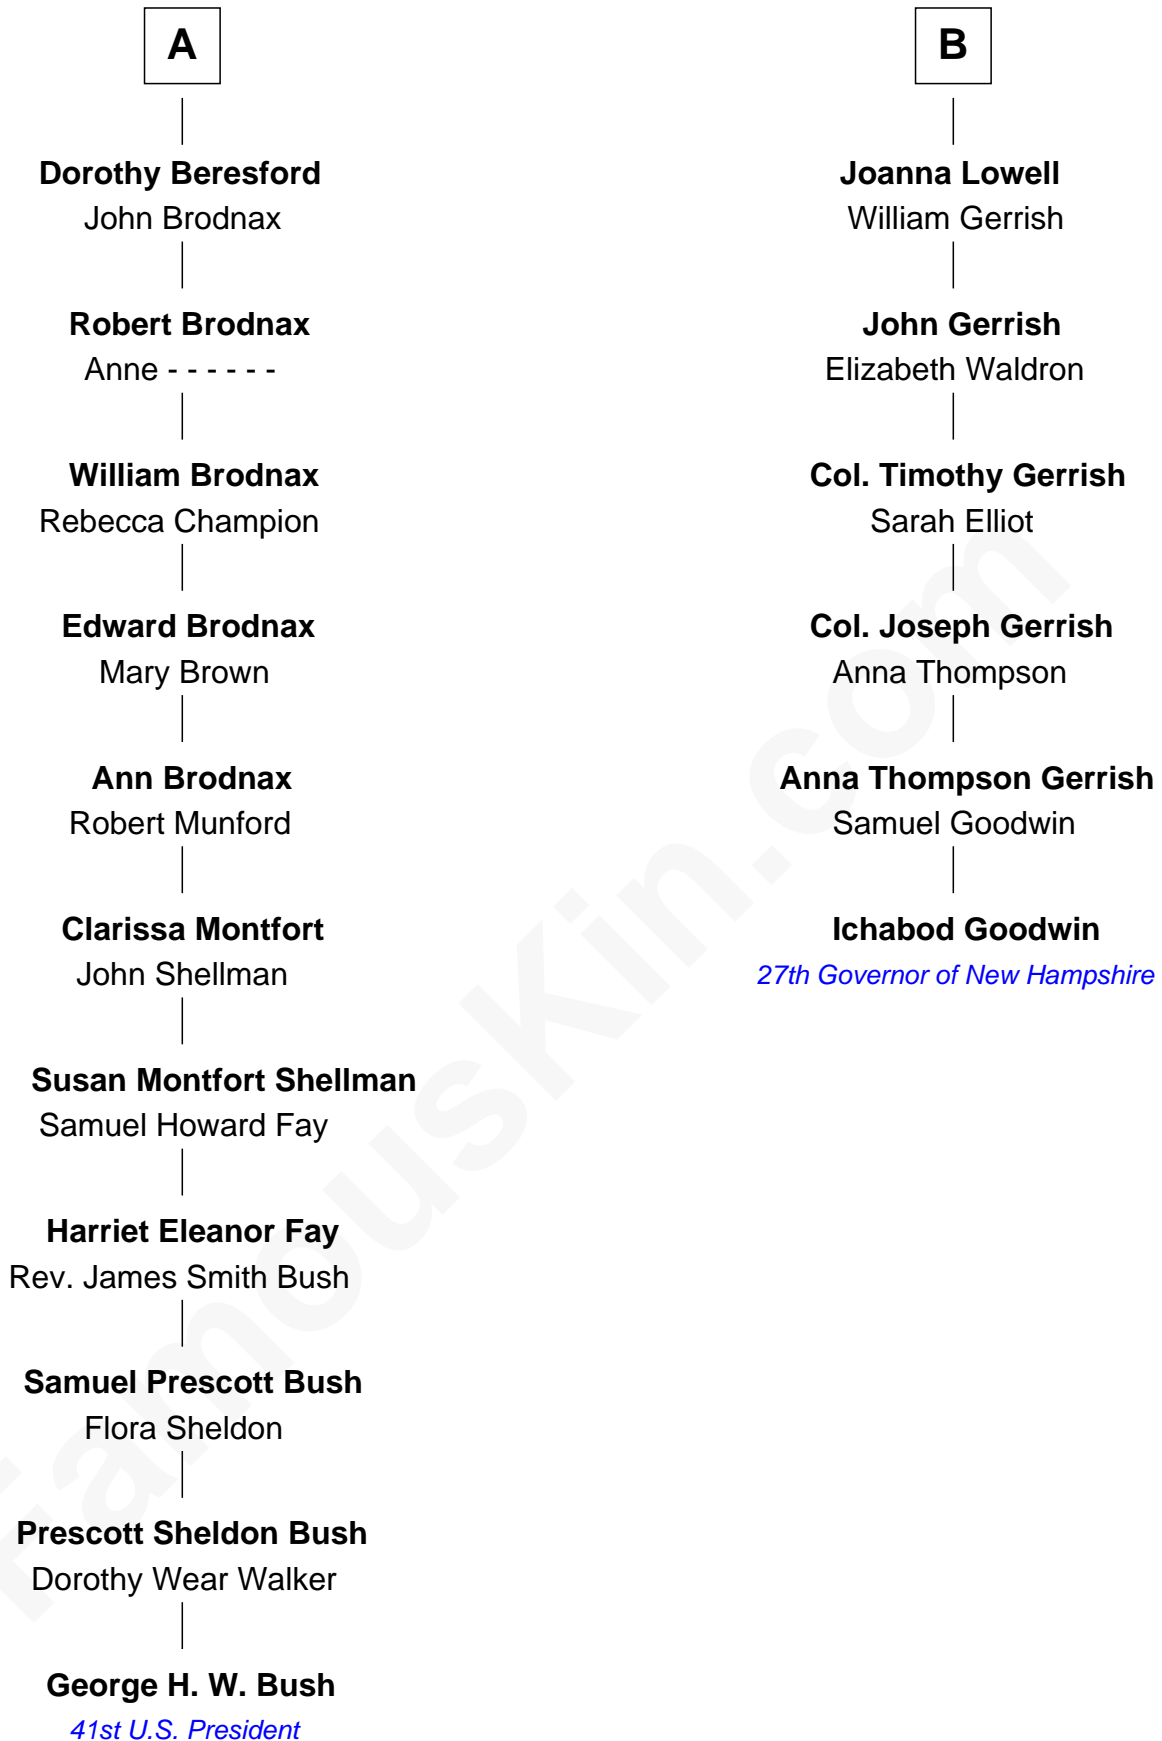 A
Dorothy Beresford
John Brodnax
Robert Brodnax
Anne - - - - - -
William Brodnax
Rebecca Champion
Edward Brodnax
Mary Brown
Ann Brodnax
Robert Munford
Clarissa Montfort
John Shellman
Susan Montfort Shellman
Samuel Howard Fay
Harriet Eleanor Fay
Rev. James Smith Bush
Samuel Prescott Bush
Flora Sheldon
Prescott Sheldon Bush
Dorothy Wear Walker
George H. W. Bush
41st U.S. President
B
Joanna Lowell
William Gerrish
John Gerrish
Elizabeth Waldron
Col. Timothy Gerrish
Sarah Elliot
Col. Joseph Gerrish
Anna Thompson
Anna Thompson Gerrish
Samuel Goodwin
Ichabod Goodwin
27th Governor of New Hampshire
FamousKin.com